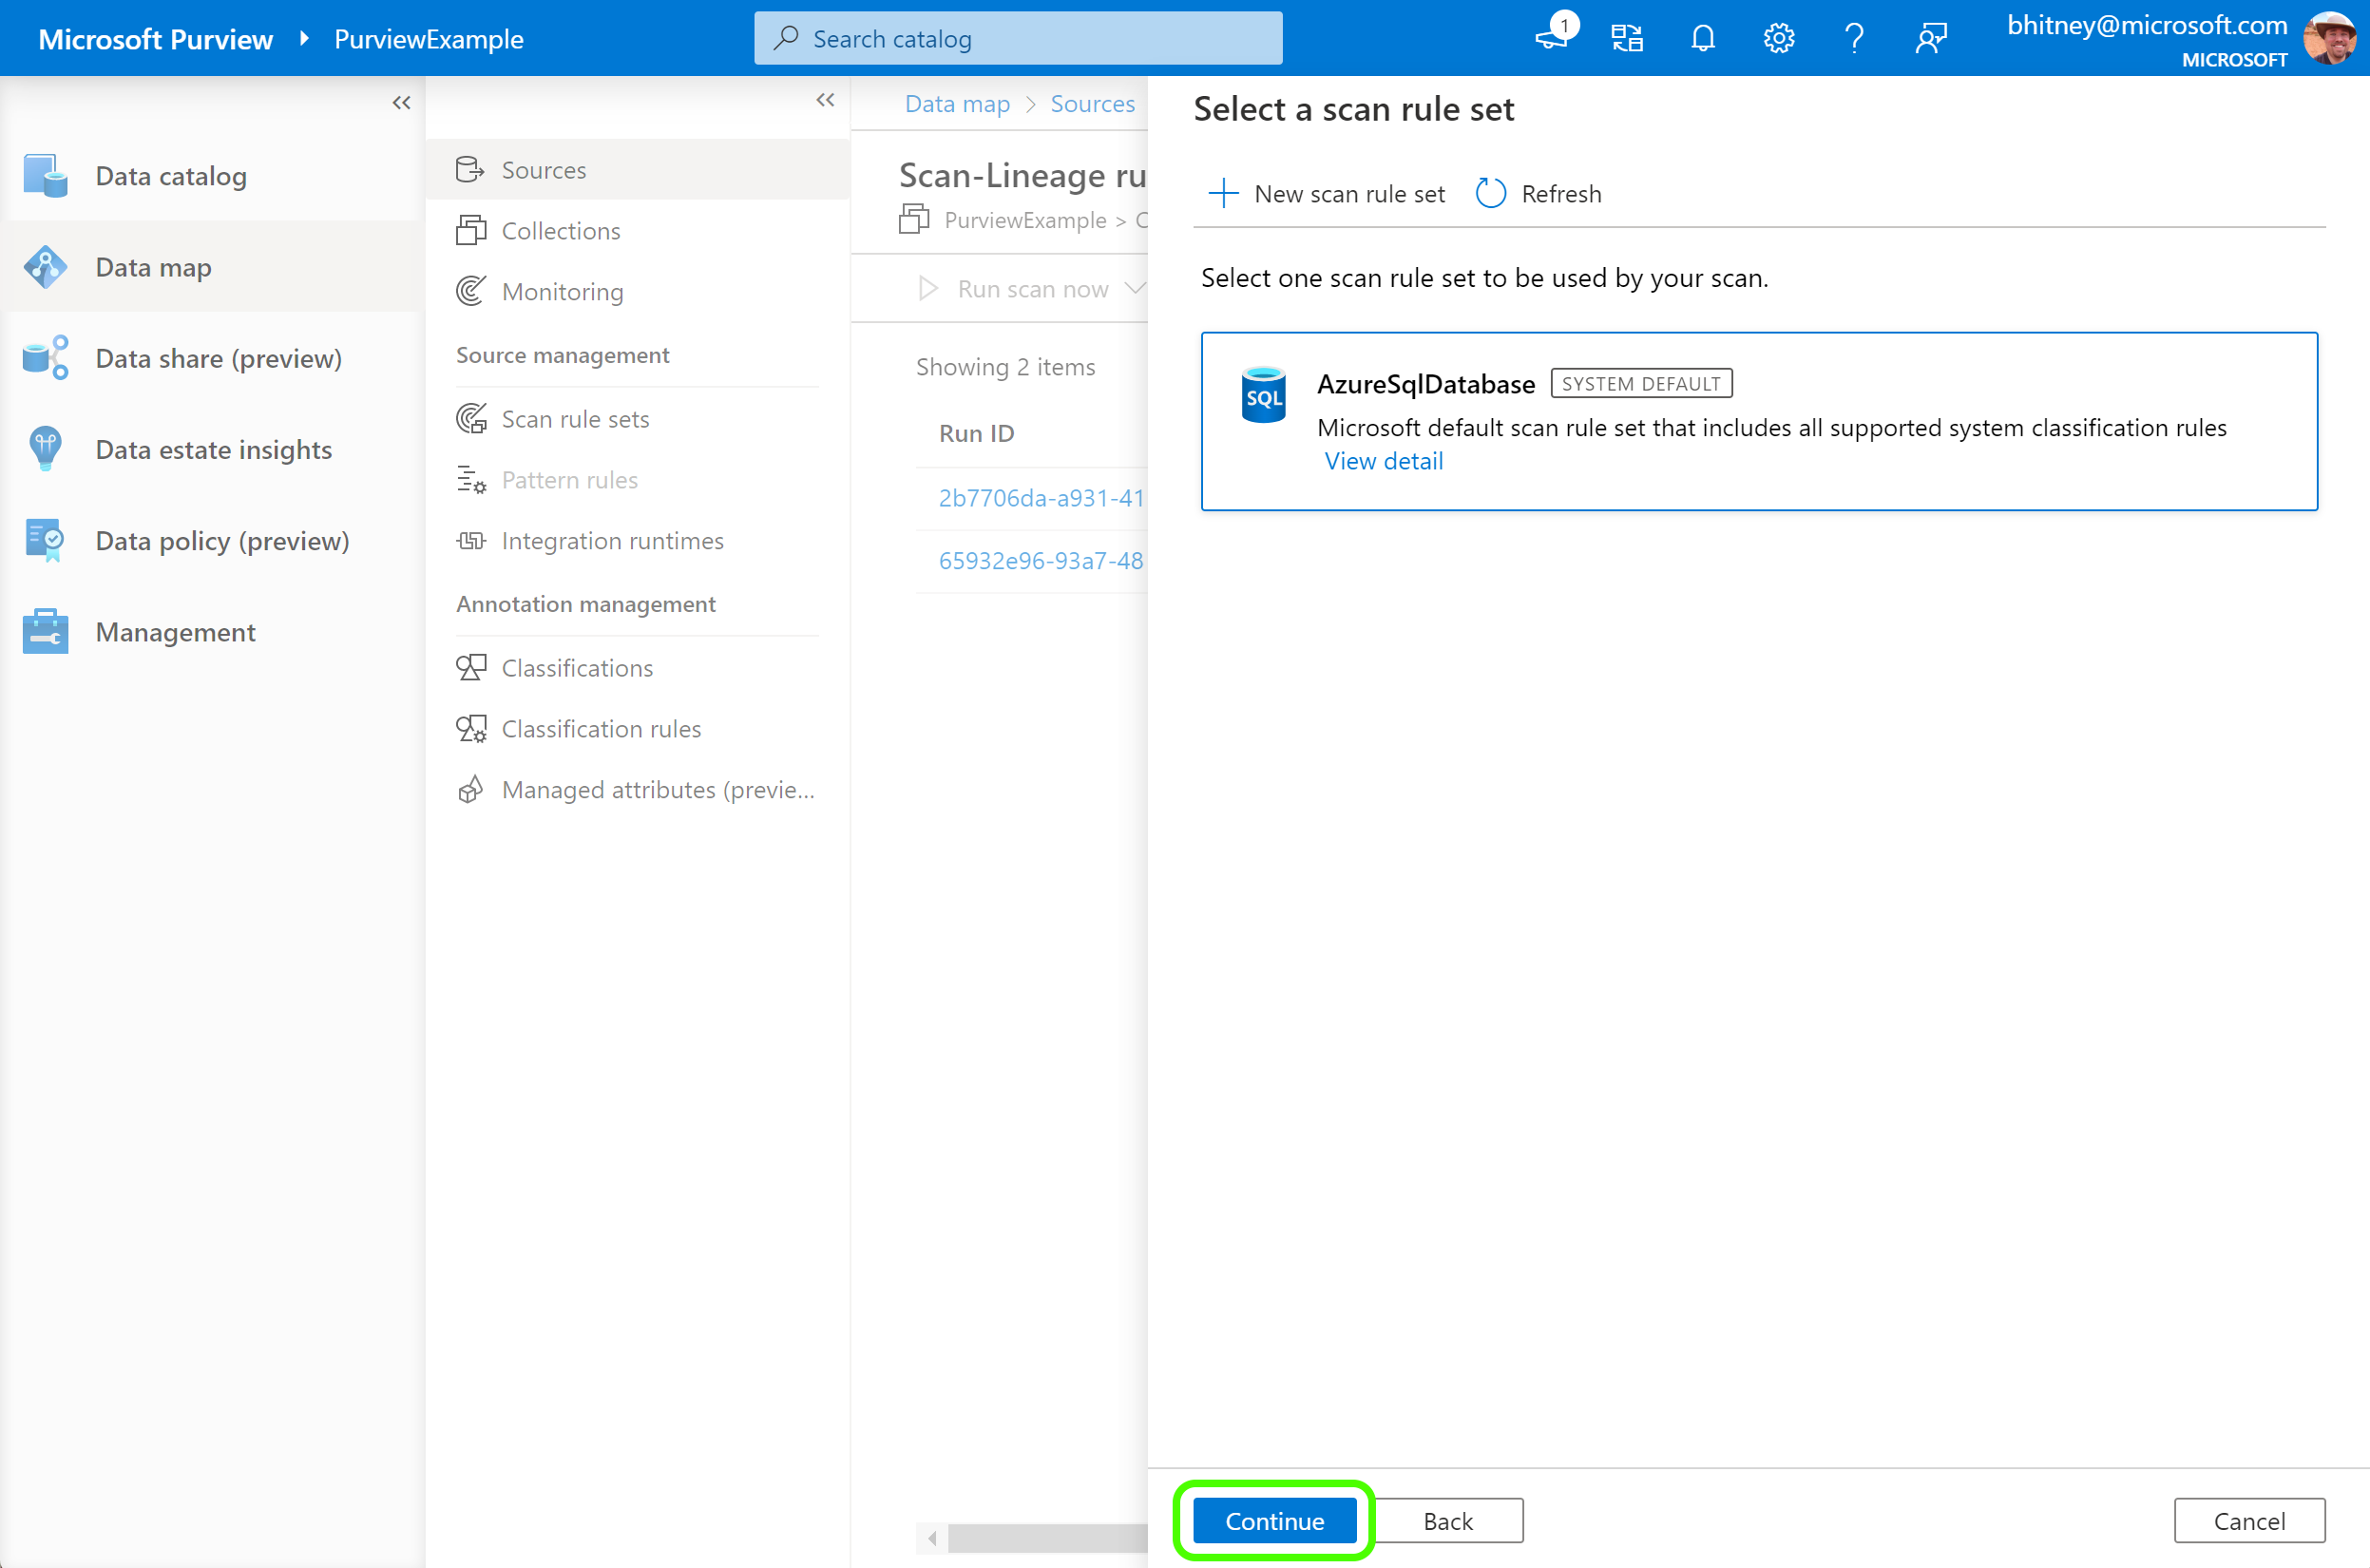 Microsoft Purview
PurviewExample
Search catalog
1
bhitney@microsoft.com
MICROSOFT
Data catalog
Data map
Data share (preview)
Data estate insights
Data policy (preview)
Management
Sources
Collections
Monitoring
Source management
Scan rule sets
Pattern rules
Integration runtimes
Annotation management
Classifications
Classification rules
Managed attributes (previe...
Data map > Sources
Scan-Lineage ru
PurviewExample > C
Run scan now
Showing 2 items
Run ID
2b7706da-a931-41
65932e96-93a7-48
Select a scan rule set
New scan rule set
Refresh
Select one scan rule set to be used by your scan.
SQL
AzureSqlDatabase SYSTEM DEFAULT
Microsoft default scan rule set that includes all supported system classification rules
View detail
Continue
Back
Cancel